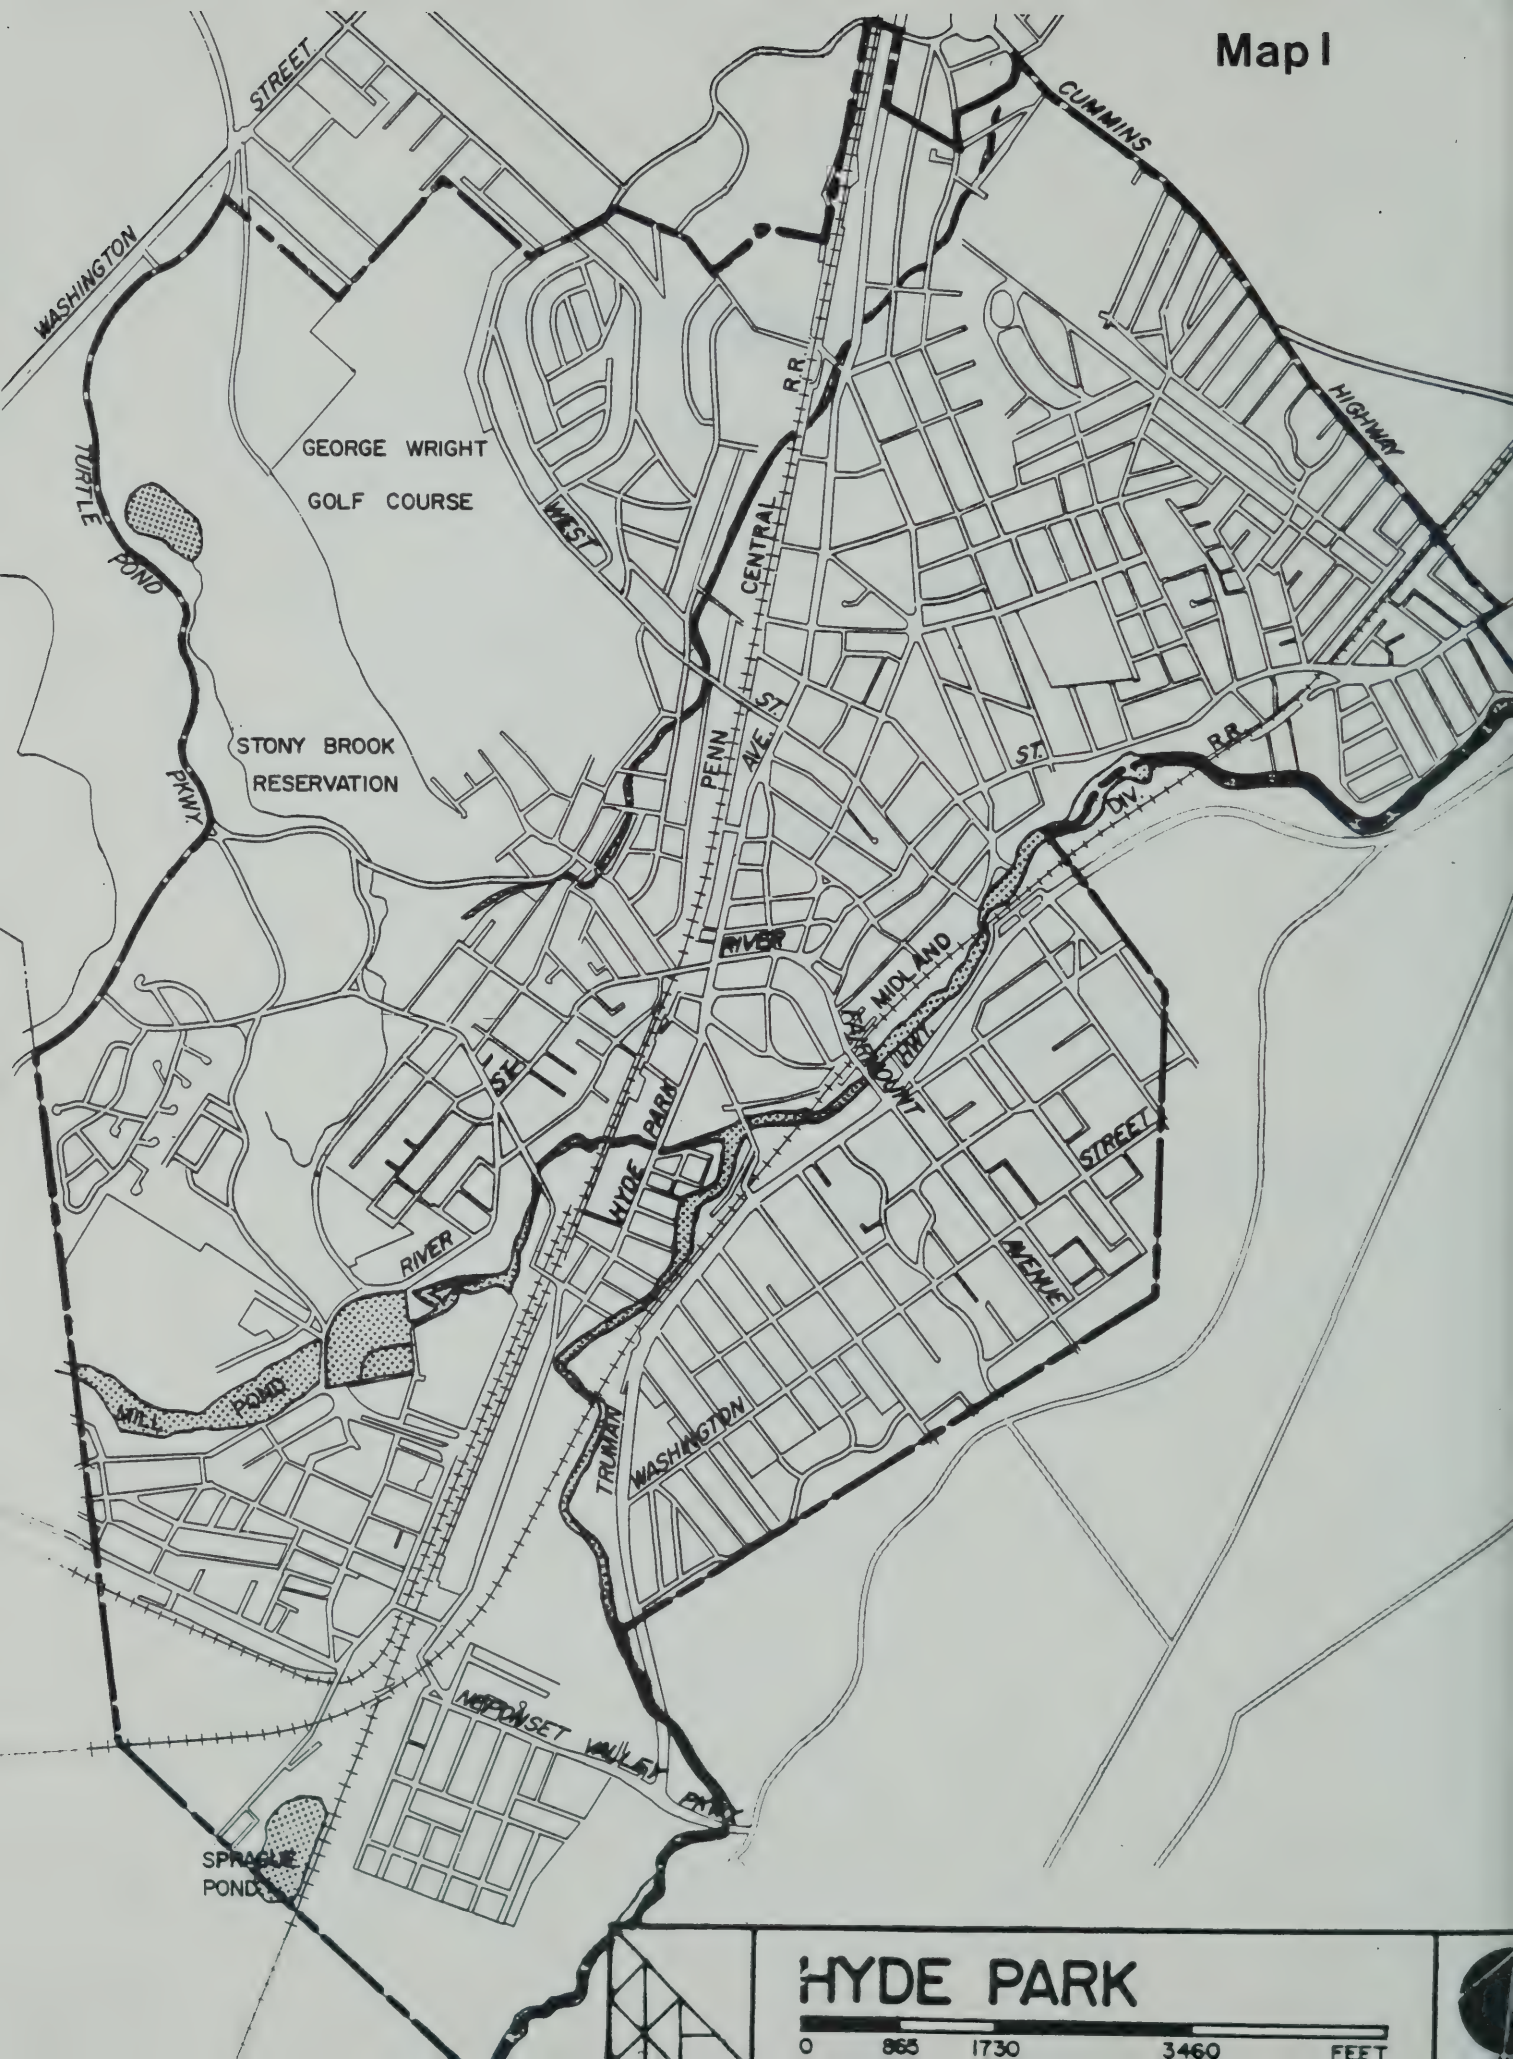 Map I
STREET
CUMMINS
WASHINGTON
R.R.
HIGHWAY
TURTLE
GEORGE WRIGHT
GOLF COURSE
WEST
CENTRAL
POND
ST.
STONY BROOK
RESERVATION
PENN
AVE.
ST.
R.R.
PKWY
DIV.
RIVER
MIDLAND
FAIRMOUNT
HWY.
ST.
PARK
STREET
HYDE
RIVER
AVENUE
MILL POND
TRUMAN
WASHINGTON
NEPONSET VALLEY
PKWY
SPRAGUE
POND
HYDE PARK
0 865 1730 3460 FEET